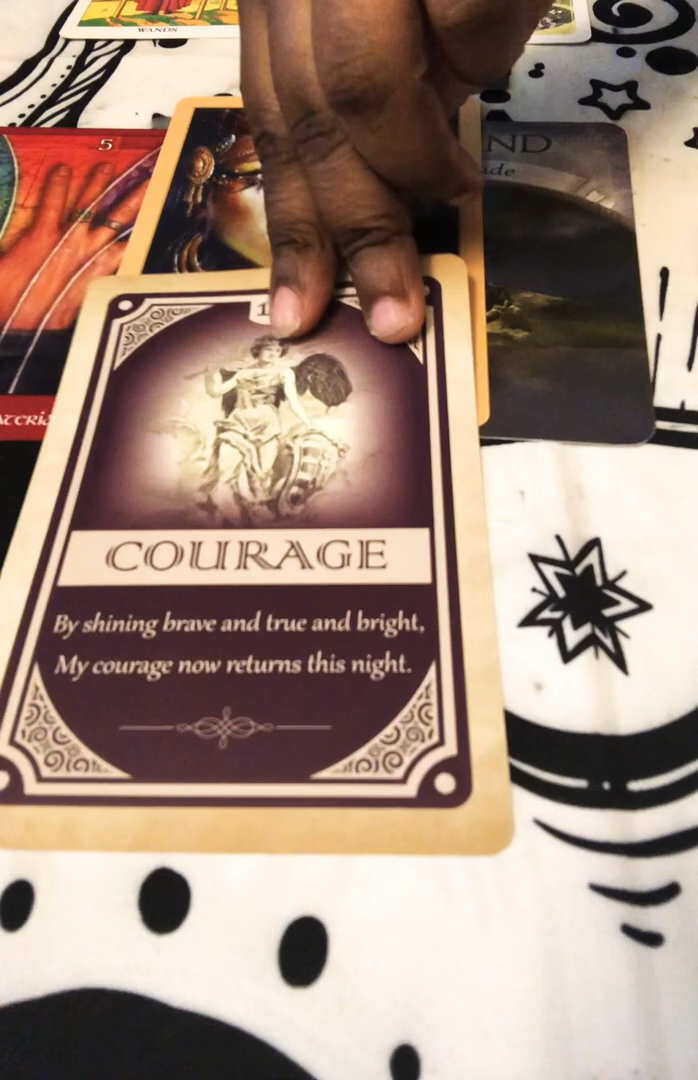 WANDS
5
COURAGE
By shining brave and true and bright,
My courage now returns this night.